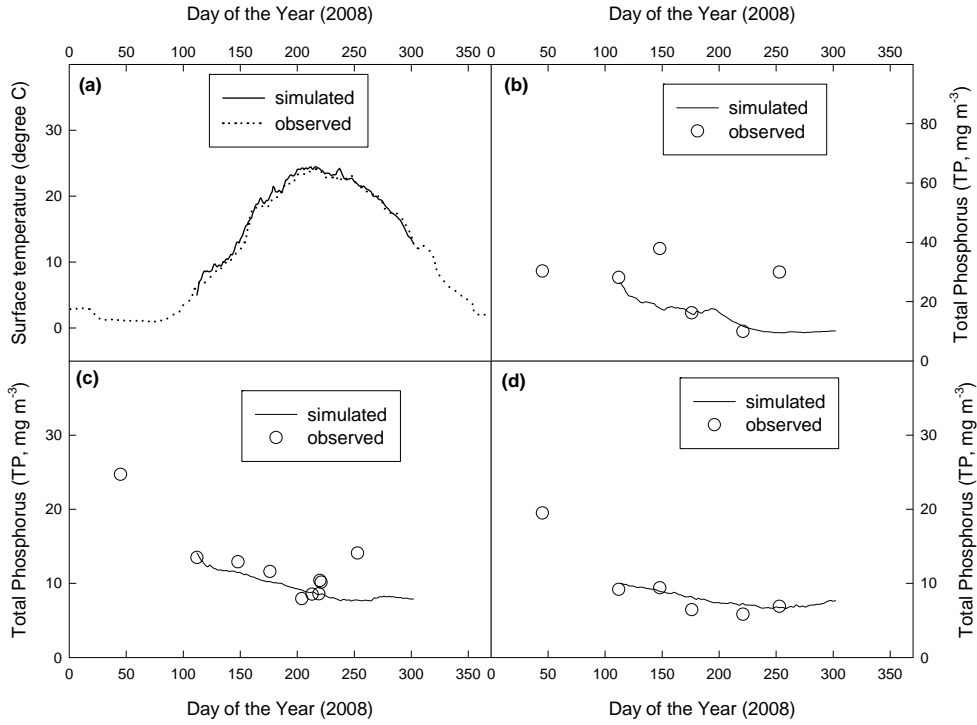 Day of the Year (2008)
Day of the Year (2008)
0 50 100 150 200 250 300 350
0 50 100 150 200 250 300 350
Surface temperature (degree C)
30
20
10
0
(a)
simulated
observed
(b)
simulated
observed
80
60
40
20
0
Total Phosphorus (TP, mg m-3)
Total Phosphorus (TP, mg m-3)
30
20
10
0
(c)
simulated
observed
(d)
simulated
observed
30
20
10
0
Total Phosphorus (TP, mg m-3)
0 50 100 150 200 250 300 350
0 50 100 150 200 250 300 350
Day of the Year (2008)
Day of the Year (2008)